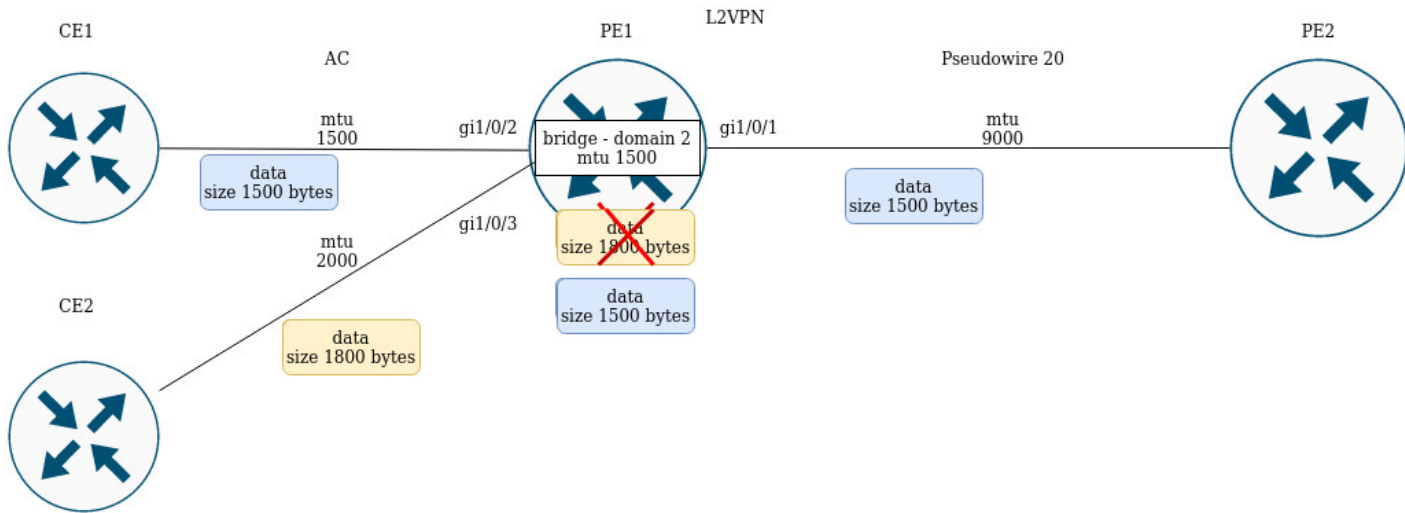 L2VPN
CE1
PE1
PE2
AC
Pseudowire 20
mtu
1500
gi1/0/2
bridge - domain 2
mtu 1500
gi1/0/1
mtu
9000
data
size 1500 bytes
data
size 1500 bytes
gi1/0/3
data
size 1800 bytes
mtu
2000
data
size 1500 bytes
CE2
data
size 1800 bytes